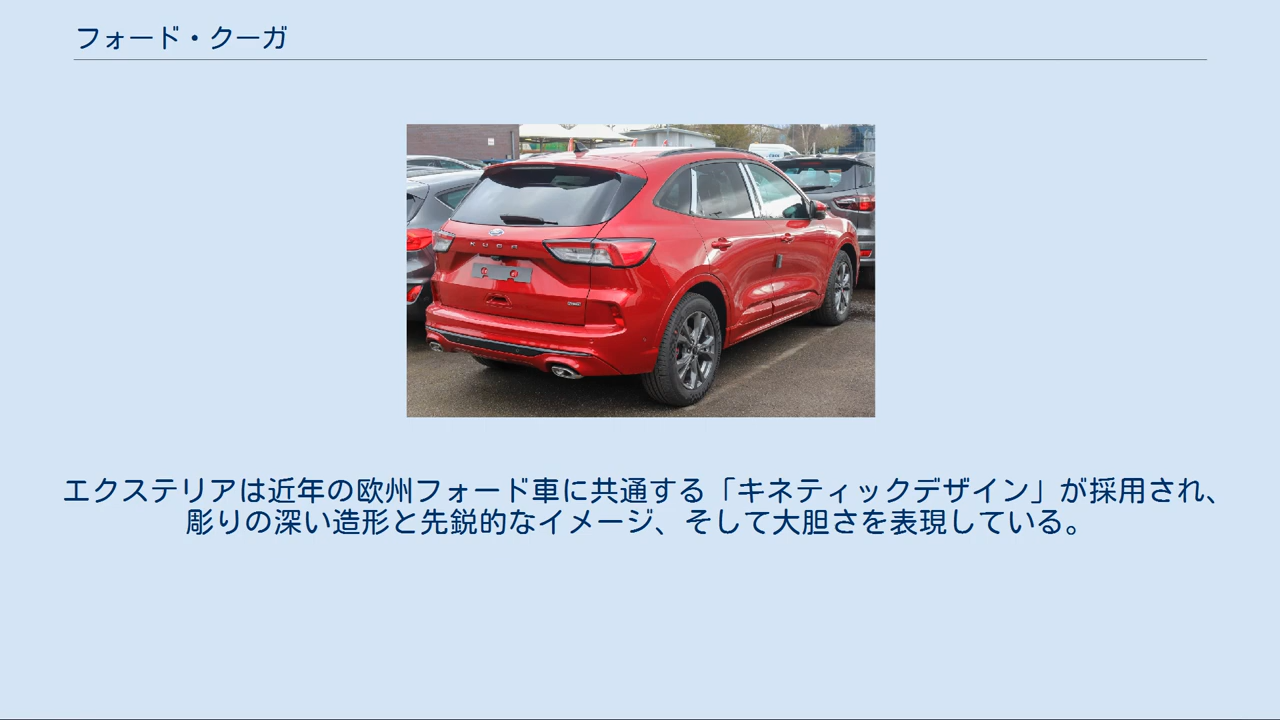 フォード・クーガ
KUGA
エクステリアは近年の欧州フォード車に共通する「キネティックデザイン」が採用され、
彫りの深い造形と先鋭的なイメージ、そして大胆さを表現している。